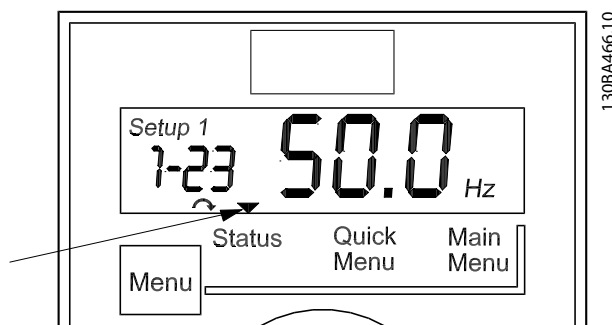 Setup 1
1-23
50.0
Hz
Status
Quick Menu
Main Menu
Menu
130BA466.10